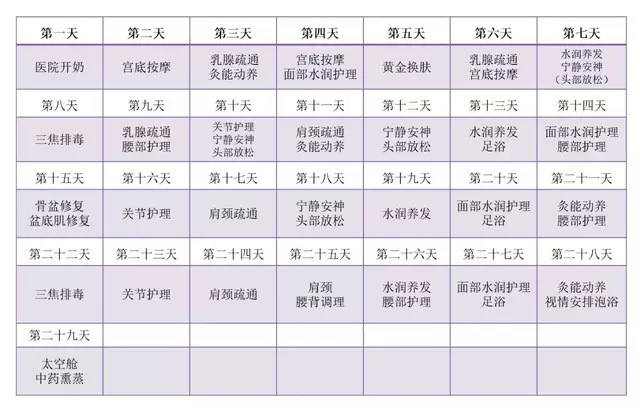 第一天
第二天
第三天
第四天
第五天
第六天
第七天
医院开奶
宫底按摩
乳腺疏通
灸能动养
宫底按摩
面部水润护理
黄金换肤
乳腺疏通
宫底按摩
水润养发
宁静安神
（头部放松）
第八天
第九天
第十天
第十一天
第十二天
第十三天
第十四天
三焦排毒
乳腺疏通
腰部护理
关节护理
宁静安神
头部放松
肩颈疏通
灸能动养
宁静安神
头部放松
水润养发
足浴
面部水润护理
腰部护理
第十五天
第十六天
第十七天
第十八天
第十九天
第二十天
第二十一天
骨盆修复
盆底肌修复
关节护理
肩颈疏通
宁静安神
头部放松
水润养发
面部水润护理
足浴
灸能动养
腰部护理
第二十二天
第二十三天
第二十四天
第二十五天
第二十六天
第二十七天
第二十八天
三焦排毒
关节护理
肩颈疏通
肩颈
腰背调理
水润养发
腰部护理
面部水润护理
足浴
灸能动养
视情安排泡浴
第二十九天
太空舱
中药熏蒸